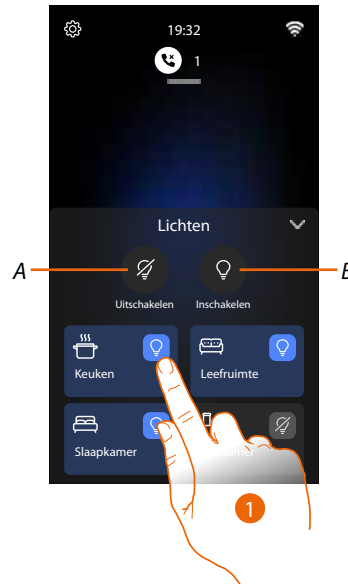 19:32
1
Lichten
A
B
Uitschakelen Inschakelen
Keuken Leefruimte
Slaapkamer
1